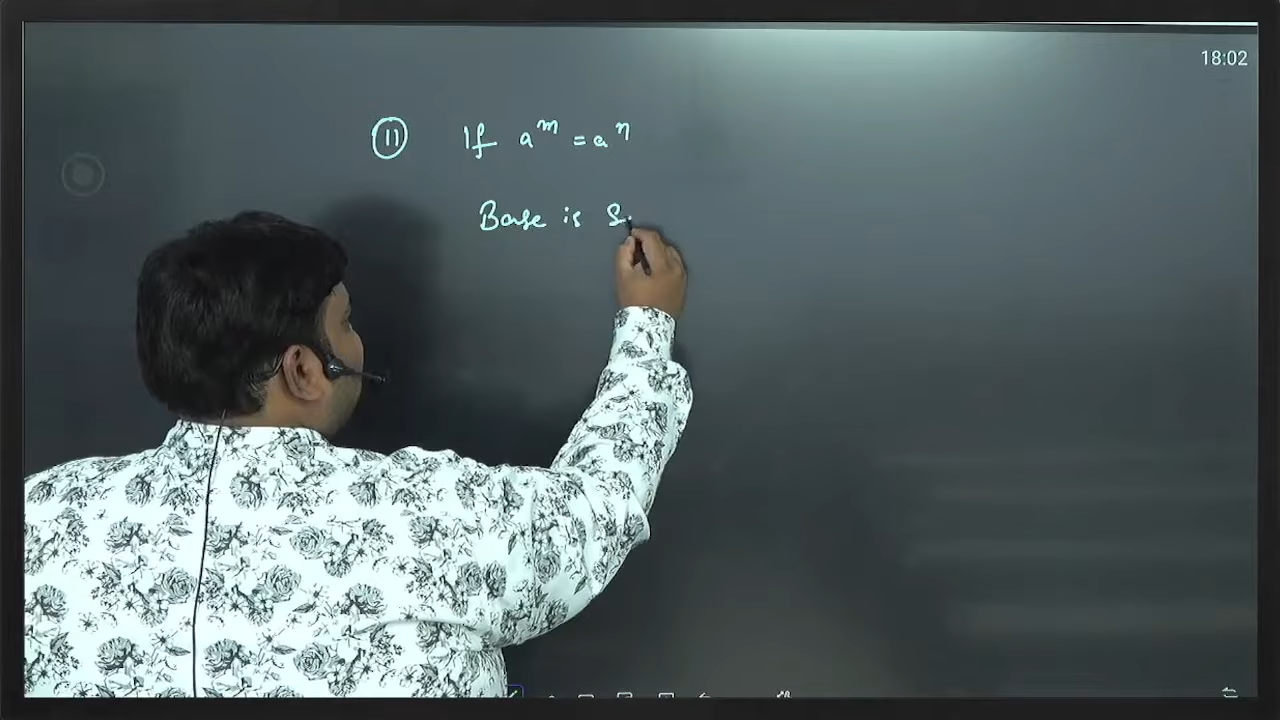 18:02
(11) If a^m = a^n
Base is S